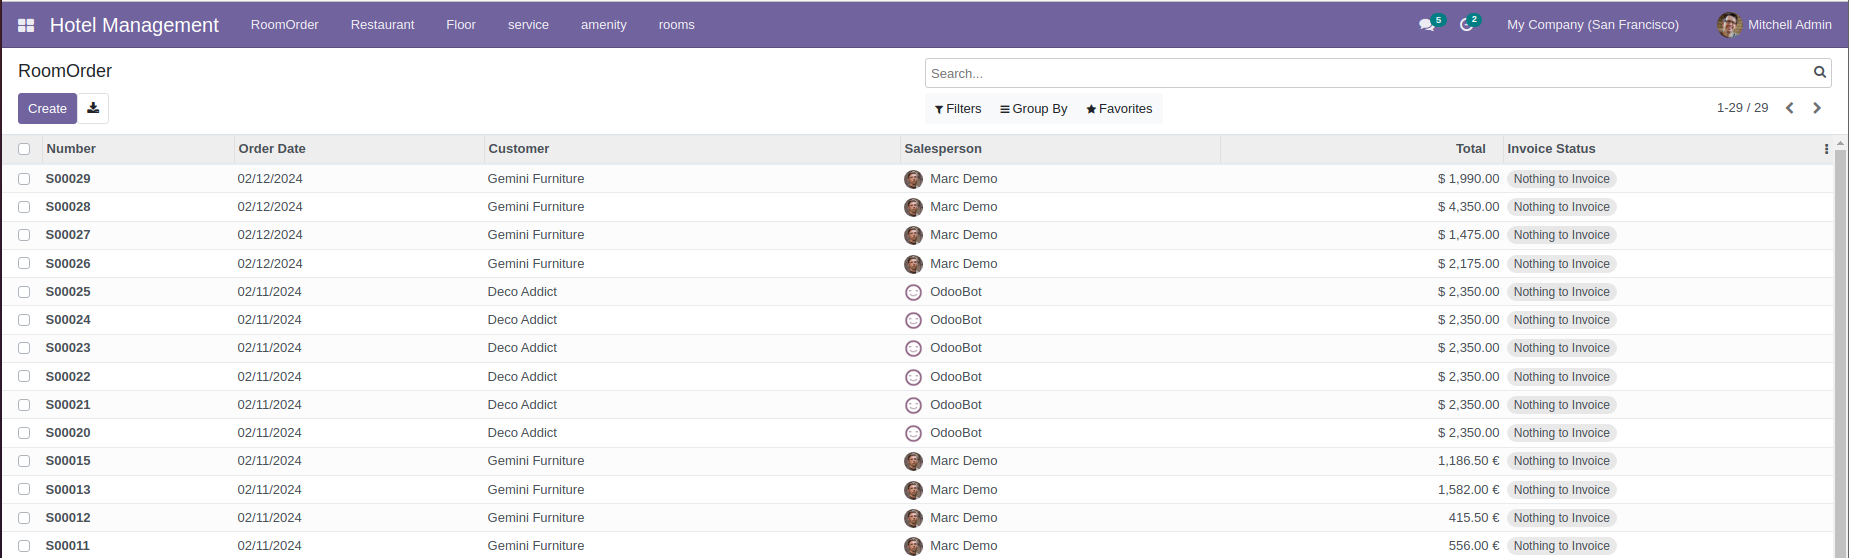 Hotel Management RoomOrder Restaurant Floor service amenity rooms 5 2 My Company (San Francisco) Mitchell Admin
RoomOrder Search...
Create Filters Group By Favorites 1-29 / 29
Number Order Date Customer Salesperson Total Invoice Status
S00029 02/12/2024 Gemini Furniture Marc Demo $ 1,990.00 Nothing to Invoice
S00028 02/12/2024 Gemini Furniture Marc Demo $ 4,350.00 Nothing to Invoice
S00027 02/12/2024 Gemini Furniture Marc Demo $ 1,475.00 Nothing to Invoice
S00026 02/12/2024 Gemini Furniture Marc Demo $ 2,175.00 Nothing to Invoice
S00025 02/11/2024 Deco Addict OdooBot $ 2,350.00 Nothing to Invoice
S00024 02/11/2024 Deco Addict OdooBot $ 2,350.00 Nothing to Invoice
S00023 02/11/2024 Deco Addict OdooBot $ 2,350.00 Nothing to Invoice
S00022 02/11/2024 Deco Addict OdooBot $ 2,350.00 Nothing to Invoice
S00021 02/11/2024 Deco Addict OdooBot $ 2,350.00 Nothing to Invoice
S00020 02/11/2024 Deco Addict OdooBot $ 2,350.00 Nothing to Invoice
S00015 02/11/2024 Gemini Furniture Marc Demo 1,186.50 € Nothing to Invoice
S00013 02/11/2024 Gemini Furniture Marc Demo 1,582.00 € Nothing to Invoice
S00012 02/11/2024 Gemini Furniture Marc Demo 415.50 € Nothing to Invoice
S00011 02/11/2024 Gemini Furniture Marc Demo 556.00 € Nothing to Invoice